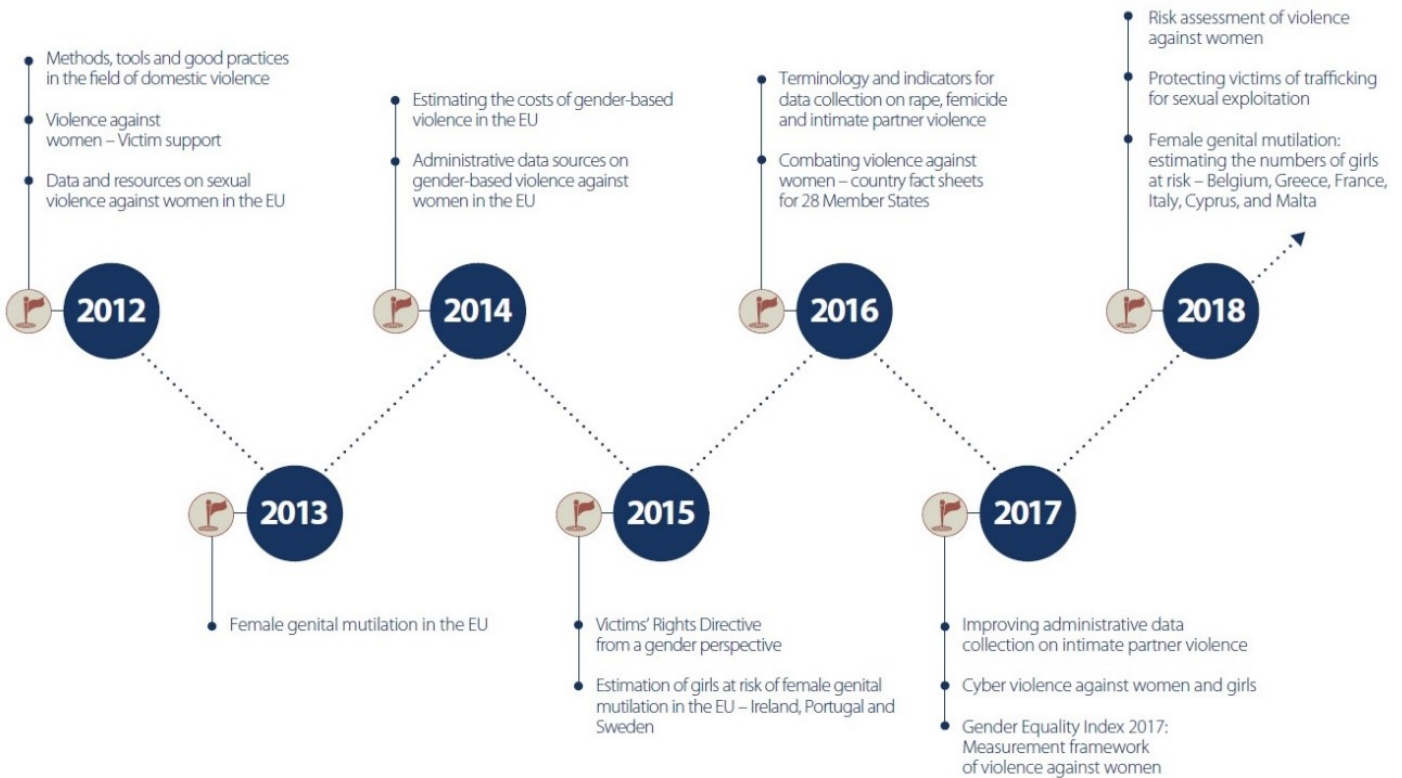 Methods, tools and good practices
in the field of domestic violence
Violence against
women – Victim support
Data and resources on sexual
violence against women in the EU
2012
Female genital mutilation in the EU
2013
Estimating the costs of gender-based
violence in the EU
Administrative data sources on
gender-based violence against
women in the EU
2014
2015
Victims’ Rights Directive
from a gender perspective
Estimation of girls at risk of female genital
mutilation in the EU – Ireland, Portugal and
Sweden
Terminology and indicators for
data collection on rape, femicide
and intimate partner violence
Combating violence against
women – country fact sheets
for 28 Member States
2016
2017
Improving administrative data
collection on intimate partner violence
Cyber violence against women and girls
Gender Equality Index 2017:
Measurement framework
of violence against women
Risk assessment of violence
against women
Protecting victims of trafficking
for sexual exploitation
Female genital mutilation:
estimating the numbers of girls
at risk – Belgium, Greece, France,
Italy, Cyprus, and Malta
2018